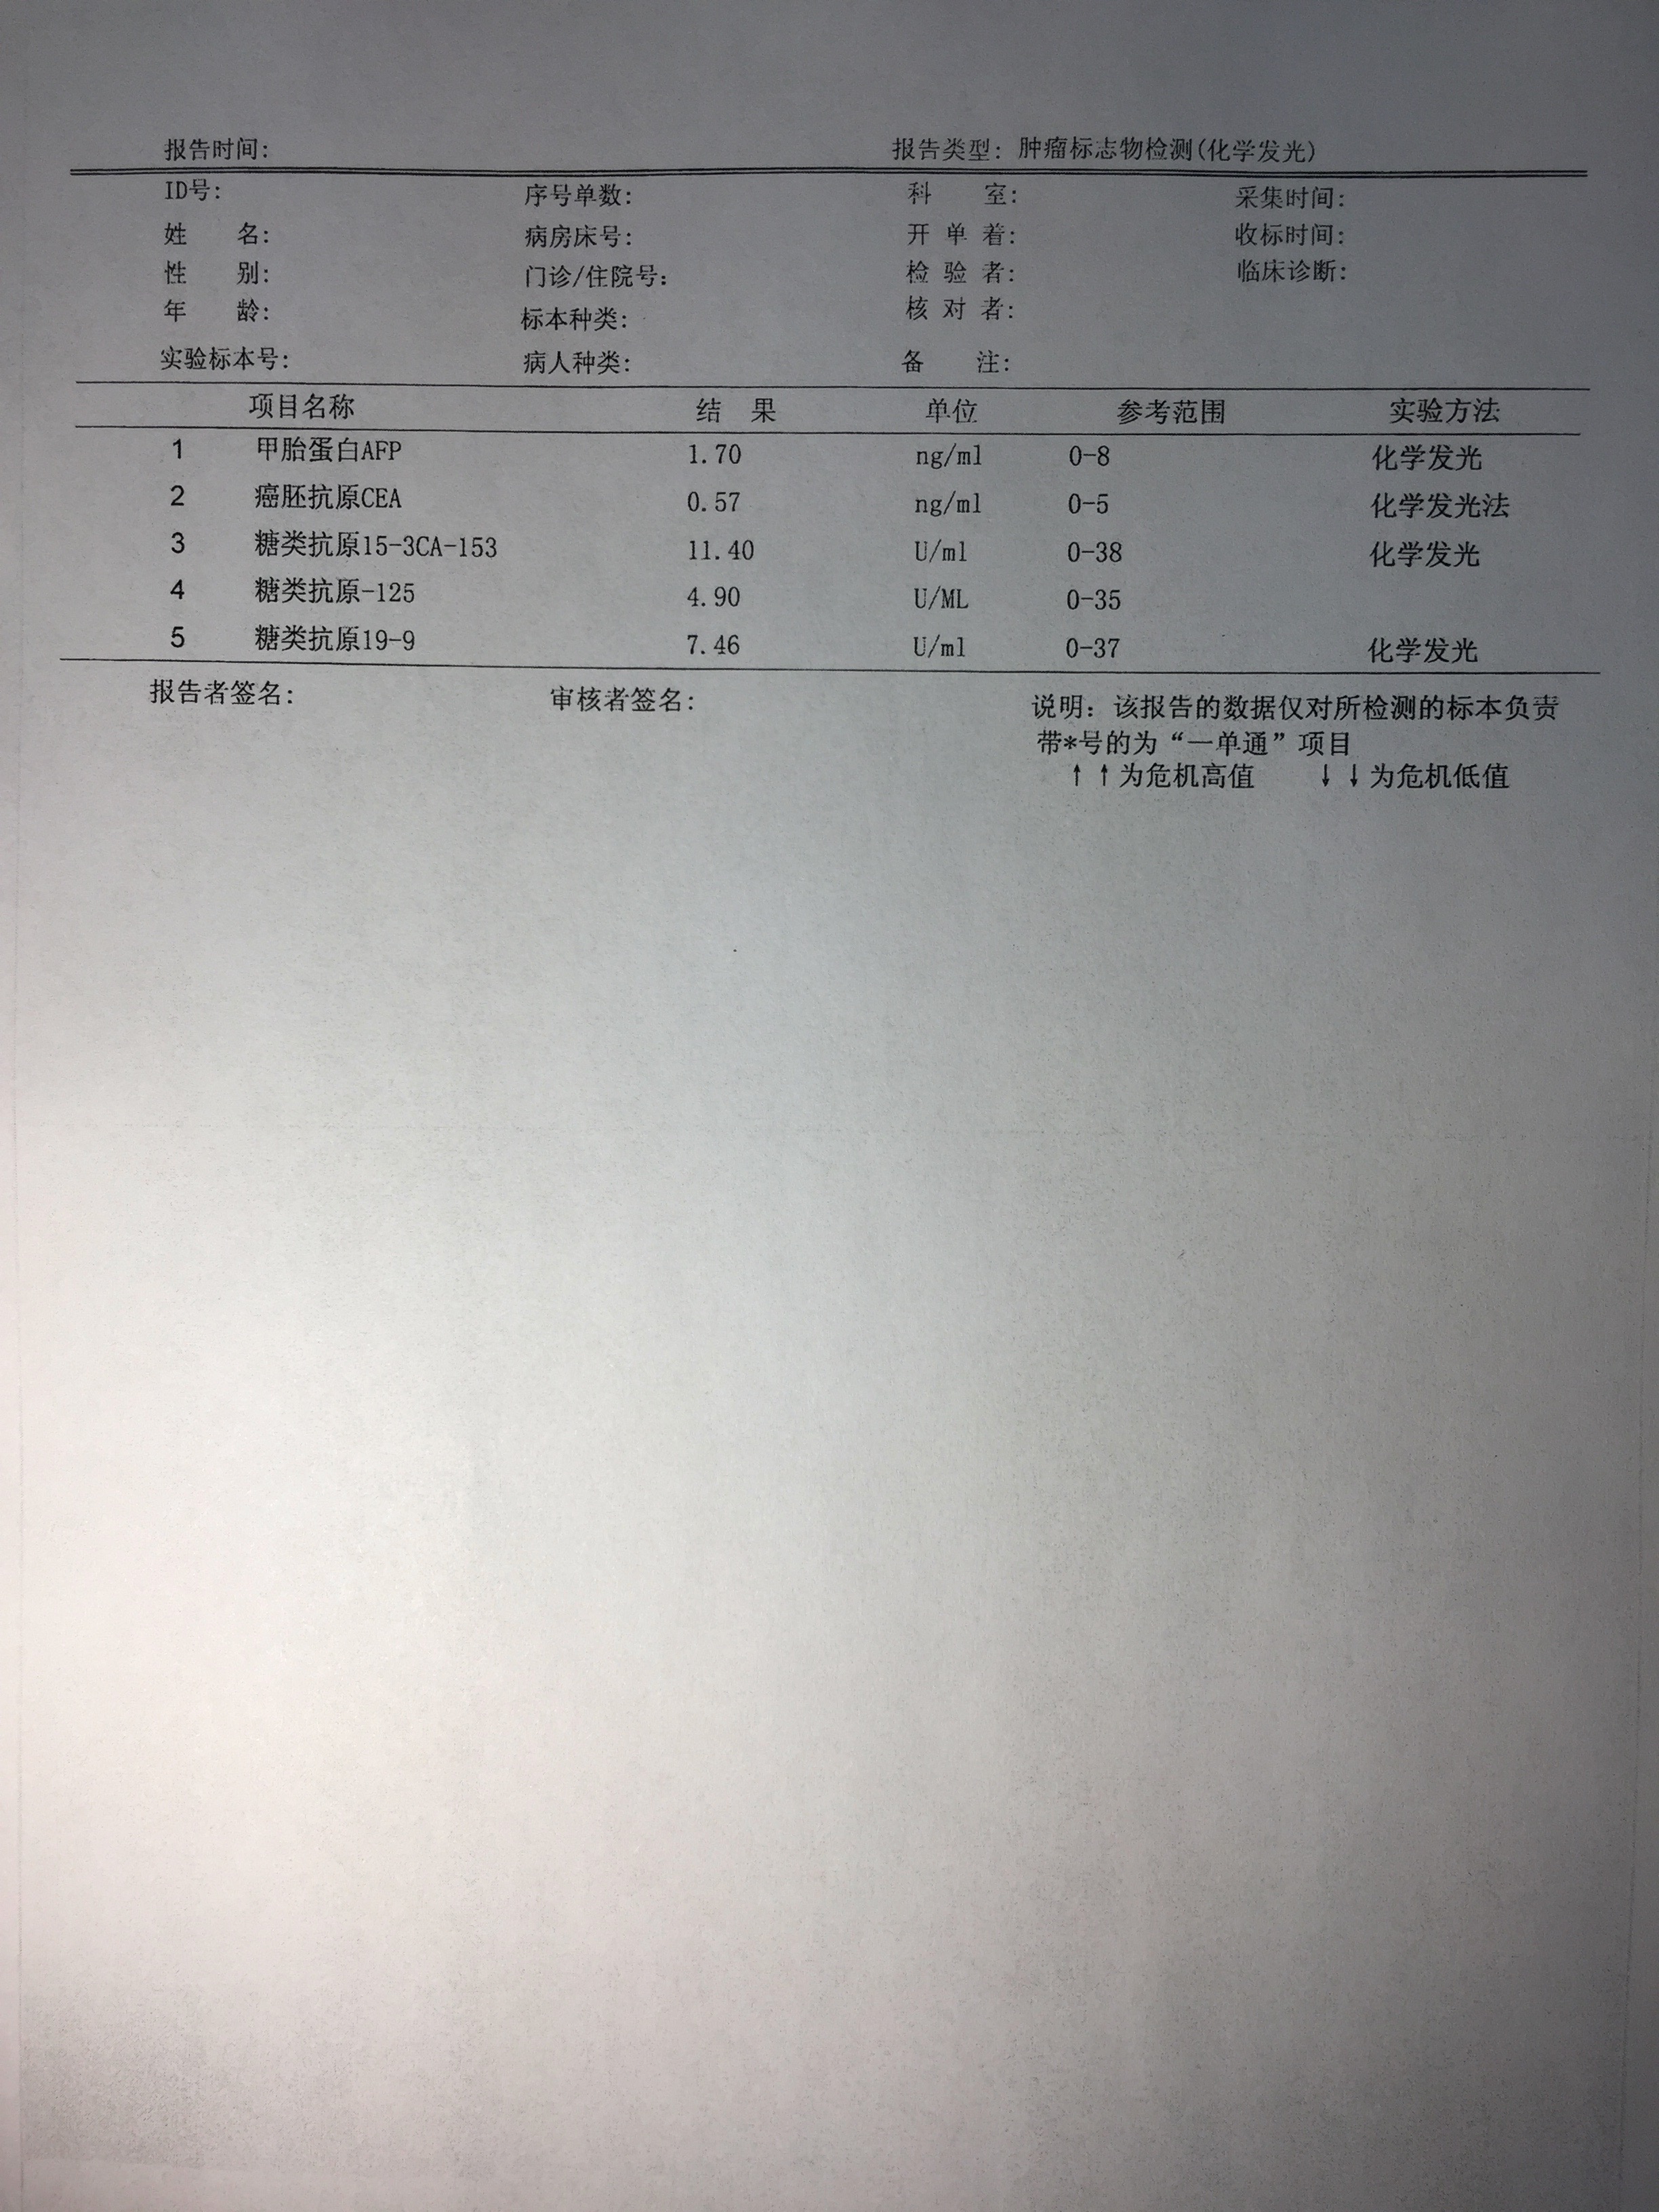 报告时间: 报告类型: 肿瘤标志物检测(化学发光)
ID号: 序号单数: 科 室: 采集时间:
姓 名: 病房床号: 开 单 着: 收标时间:
性 别: 门诊/住院号: 检 验 者: 临床诊断:
年 龄: 标本种类: 核 对 者:
实验标本号: 病人种类: 备 注:
项目名称 结 果 单位 参考范围 实验方法
1 甲胎蛋白AFP 1.70 ng/ml 0-8 化学发光
2 癌胚抗原CEA 0.57 ng/ml 0-5 化学发光法
3 糖类抗原15-3CA-153 11.40 U/ml 0-38 化学发光
4 糖类抗原-125 4.90 U/ML 0-35
5 糖类抗原19-9 7.46 U/ml 0-37 化学发光
报告者签名: 审核者签名: 说明: 该报告的数据仅对所检测的标本负责
带*号的为“一单通”项目
↑↑为危机高值 ↓↓为危机低值